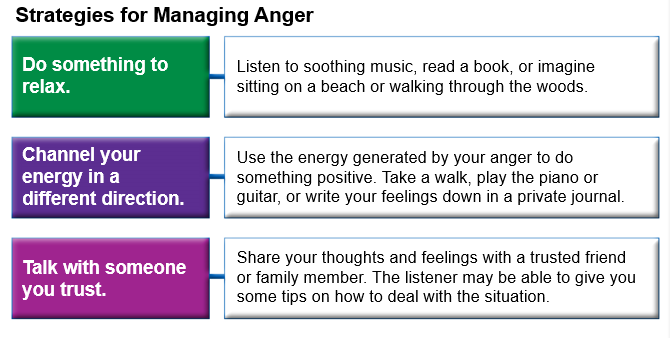 Strategies for Managing Anger
Do something to
relax.
Listen to soothing music, read a book, or imagine
sitting on a beach or walking through the woods.
Channel your
energy in a
different direction.
Use the energy generated by your anger to do
something positive. Take a walk, play the piano or
guitar, or write your feelings down in a private journal.
Talk with someone
you trust.
Share your thoughts and feelings with a trusted friend
or family member. The listener may be able to give you
some tips on how to deal with the situation.